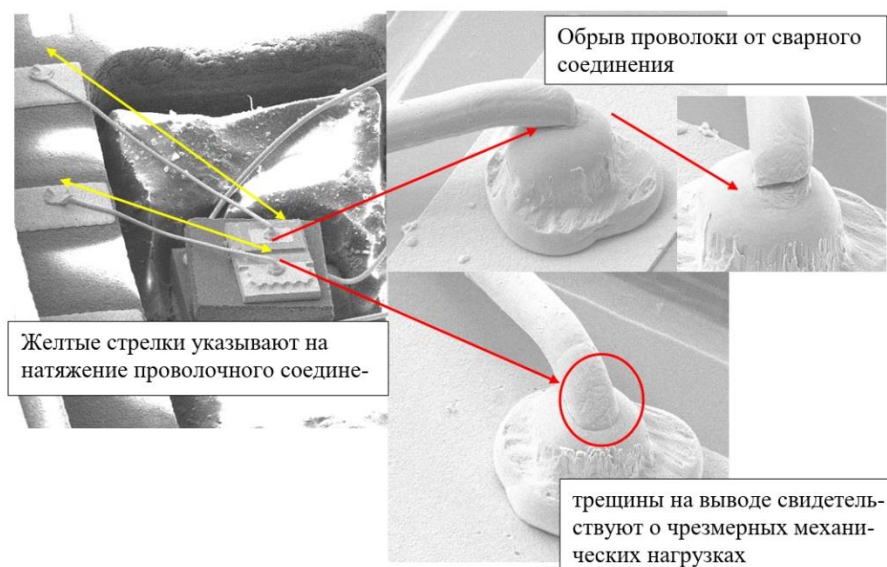 Обрыв проволоки от сварного
соединения
Желтые стрелки указывают на
натяжение проволочного соедине-
трещины на выводе свидетель-
ствуют о чрезмерных механи-
ческих нагрузках